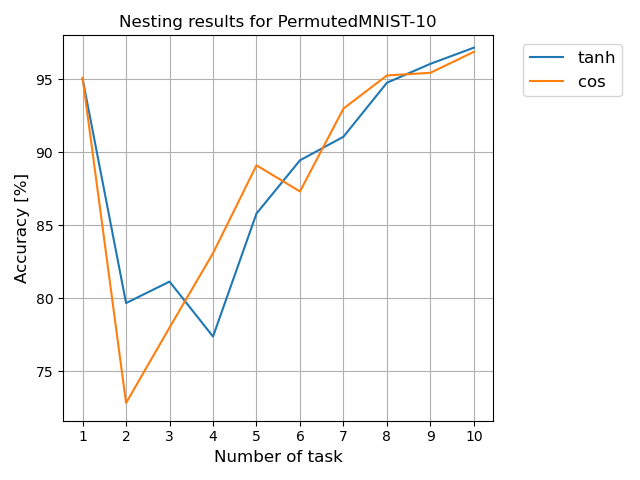 Nesting results for PermutedMNIST-10
tanh
cos
Accuracy [%]
95
90
85
80
75
1 2 3 4 5 6 7 8 9 10
Number of task